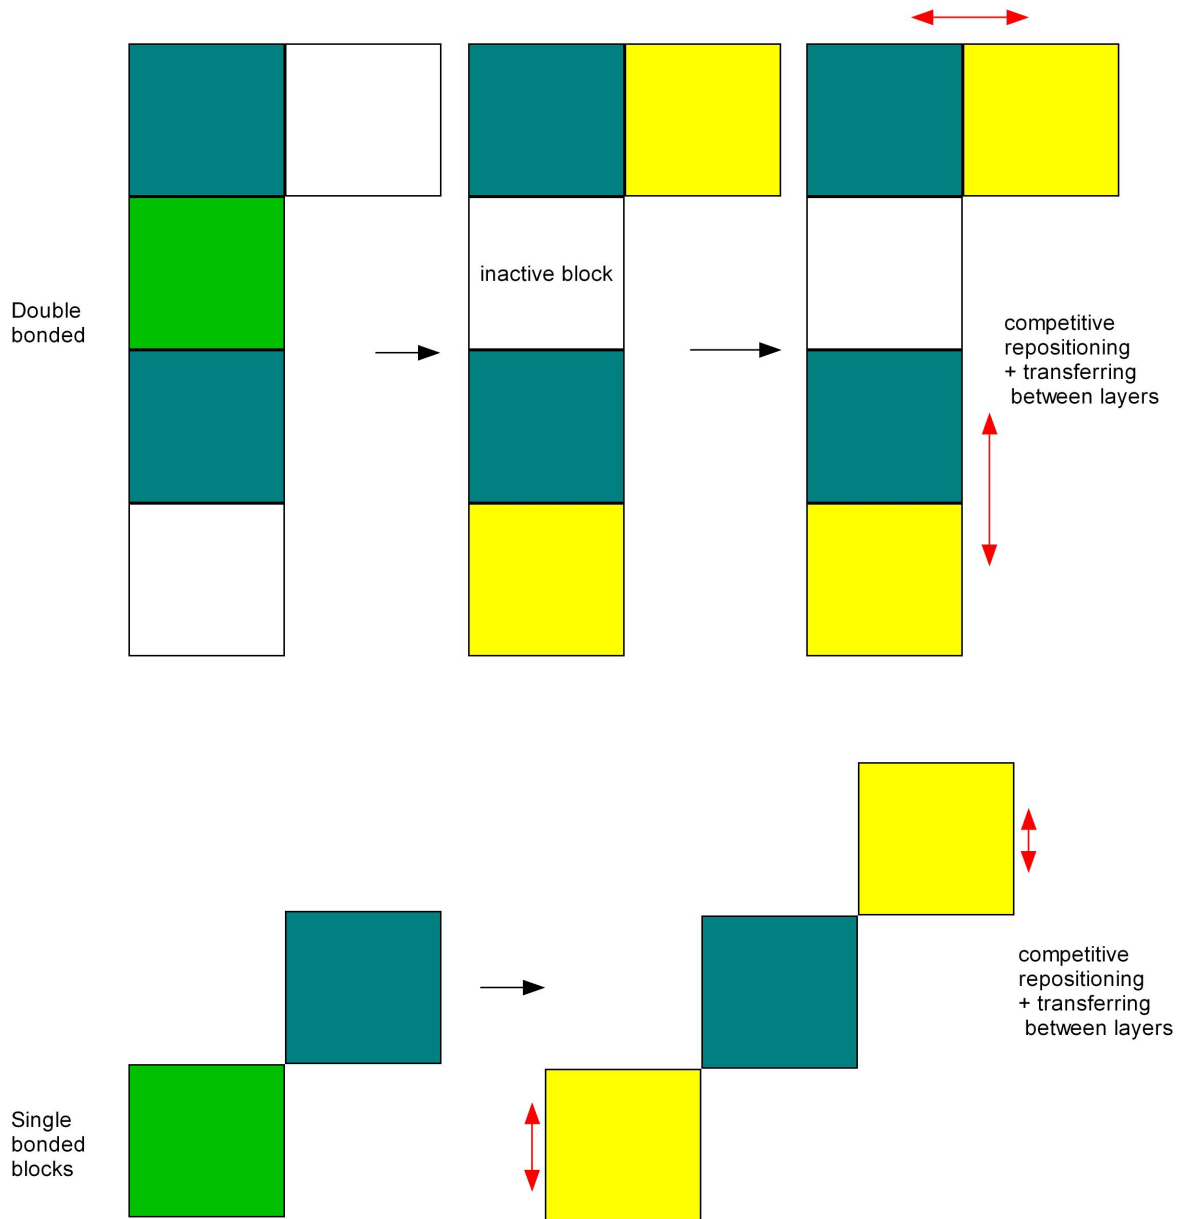 inactive block
Double
bonded
competitive
repositioning
+ transferring
between layers
competitive
repositioning
+ transferring
between layers
Single
bonded
blocks